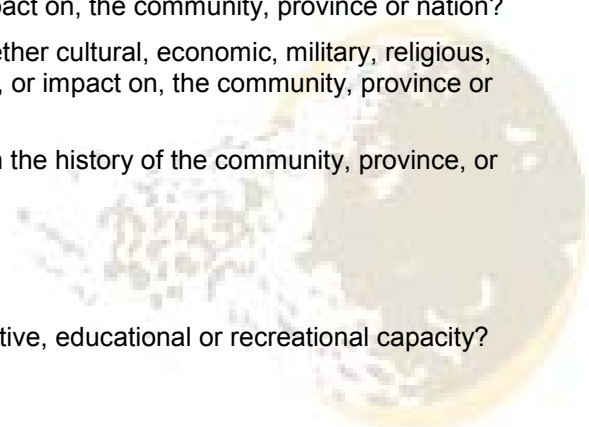 pact on, the community, province or nation?
ether cultural, economic, military, religious,
, or impact on, the community, province or
n the history of the community, province, or
tive, educational or recreational capacity?